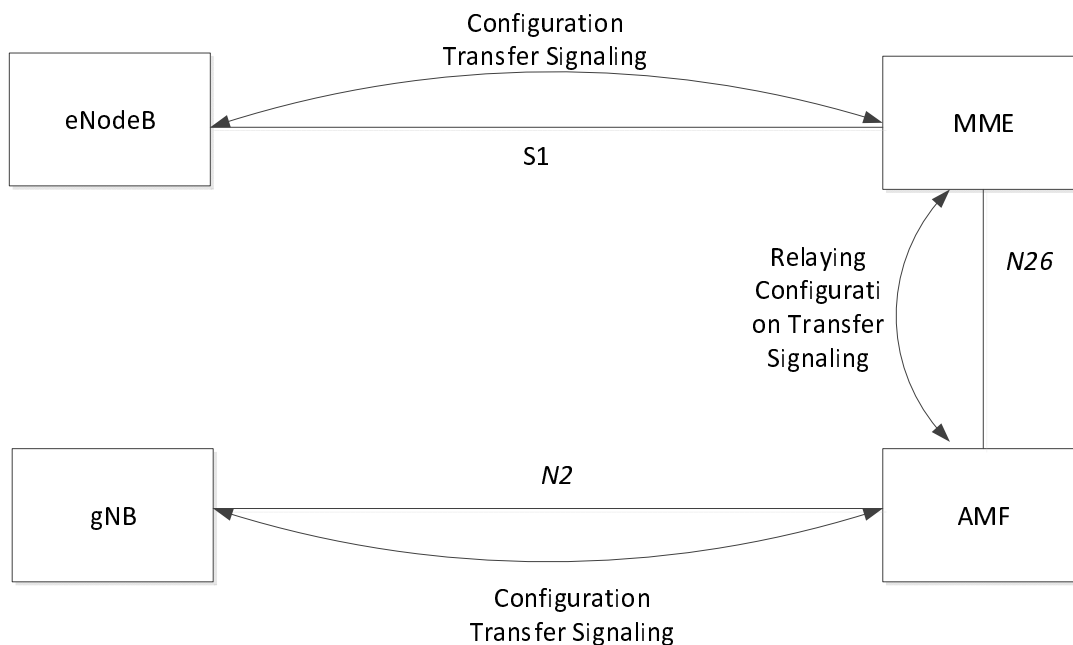 Configuration
Transfer Signaling
eNodeB
MME
S1
Relaying
Configurati
on Transfer
Signaling
N26
N2
gNB
AMF
Configuration
Transfer Signaling